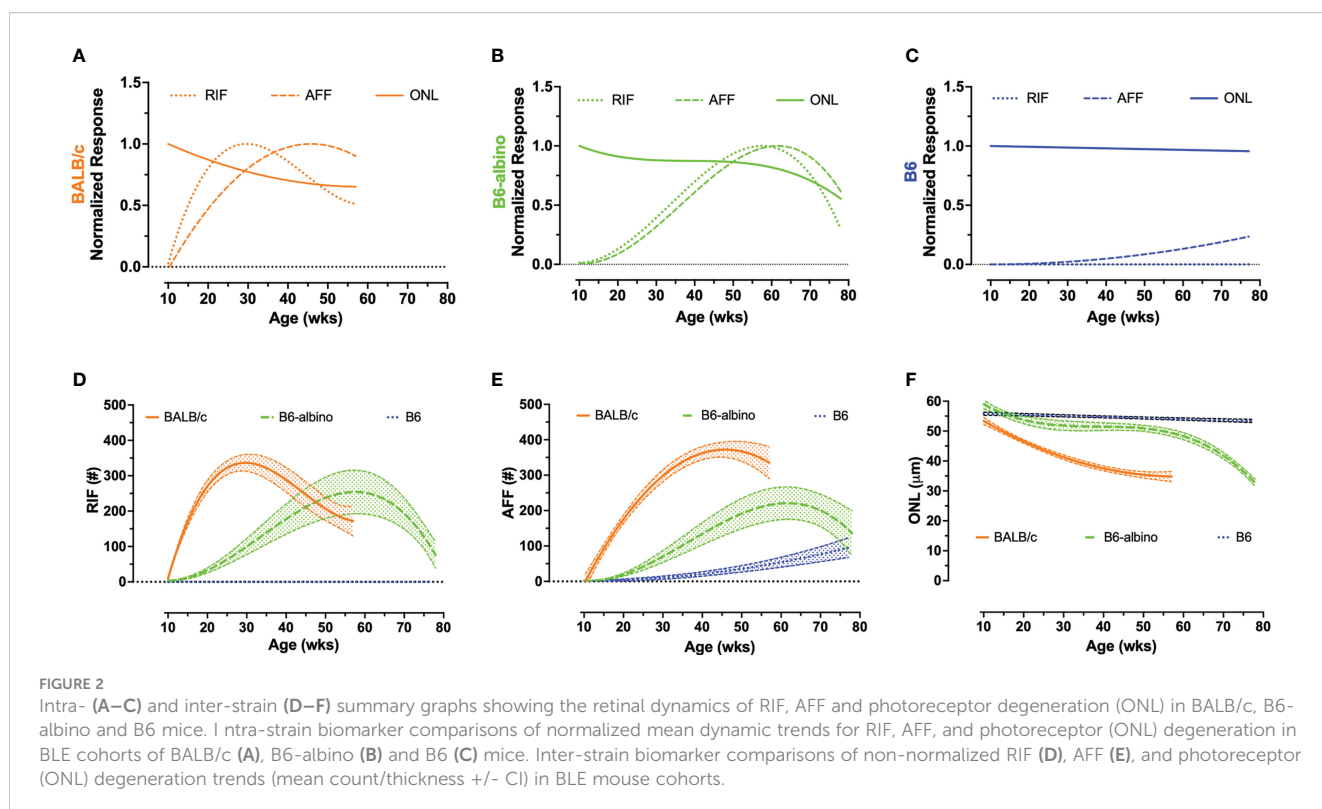 A
1.5
RIF AFF ONL
1.0
0.5
0.0
BALB/c
Normalized Response
10 20 30 40 50 60 70 80
Age (wks)
B
1.5
RIF AFF ONL
1.0
0.5
0.0
B6-albino
Normalized Response
10 20 30 40 50 60 70 80
Age (wks)
C
1.5
RIF AFF ONL
1.0
0.5
0.0
B6
Normalized Response
10 20 30 40 50 60 70 80
Age (wks)
D
500
BALB/c B6-albino B6
400
300
200
100
0
RIF (#)
10 20 30 40 50 60 70 80
Age (wks)
E
500
BALB/c B6-albino B6
400
300
200
100
0
AFF (#)
10 20 30 40 50 60 70 80
Age (wks)
F
60
50
40
30
20
10
0
ONL (μm)
BALB/c B6-albino B6
10 20 30 40 50 60 70 80
Age (wks)
FIGURE 2
Intra- (A–C) and inter-strain (D–F) summary graphs showing the retinal dynamics of RIF, AFF and photoreceptor degeneration (ONL) in BALB/c, B6-
albino and B6 mice. I ntra-strain biomarker comparisons of normalized mean dynamic trends for RIF, AFF, and photoreceptor (ONL) degeneration in
BLE cohorts of BALB/c (A), B6-albino (B) and B6 (C) mice. Inter-strain biomarker comparisons of non-normalized RIF (D), AFF (E), and photoreceptor
(ONL) degeneration trends (mean count/thickness +/- CI) in BLE mouse cohorts.